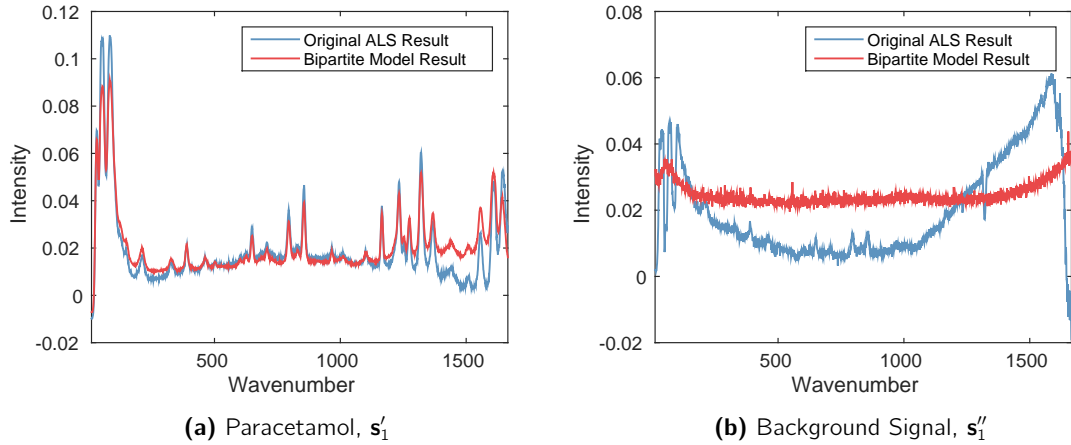 0.12
0.1
0.08
0.06
0.04
0.02
0
-0.02
Intensity
Original ALS Result
Bipartite Model Result
500
1000
1500
Wavenumber
(a) Paracetamol, s′₁
0.08
0.06
0.04
0.02
0
-0.02
Intensity
Original ALS Result
Bipartite Model Result
500
1000
1500
Wavenumber
(b) Background Signal, s″₁